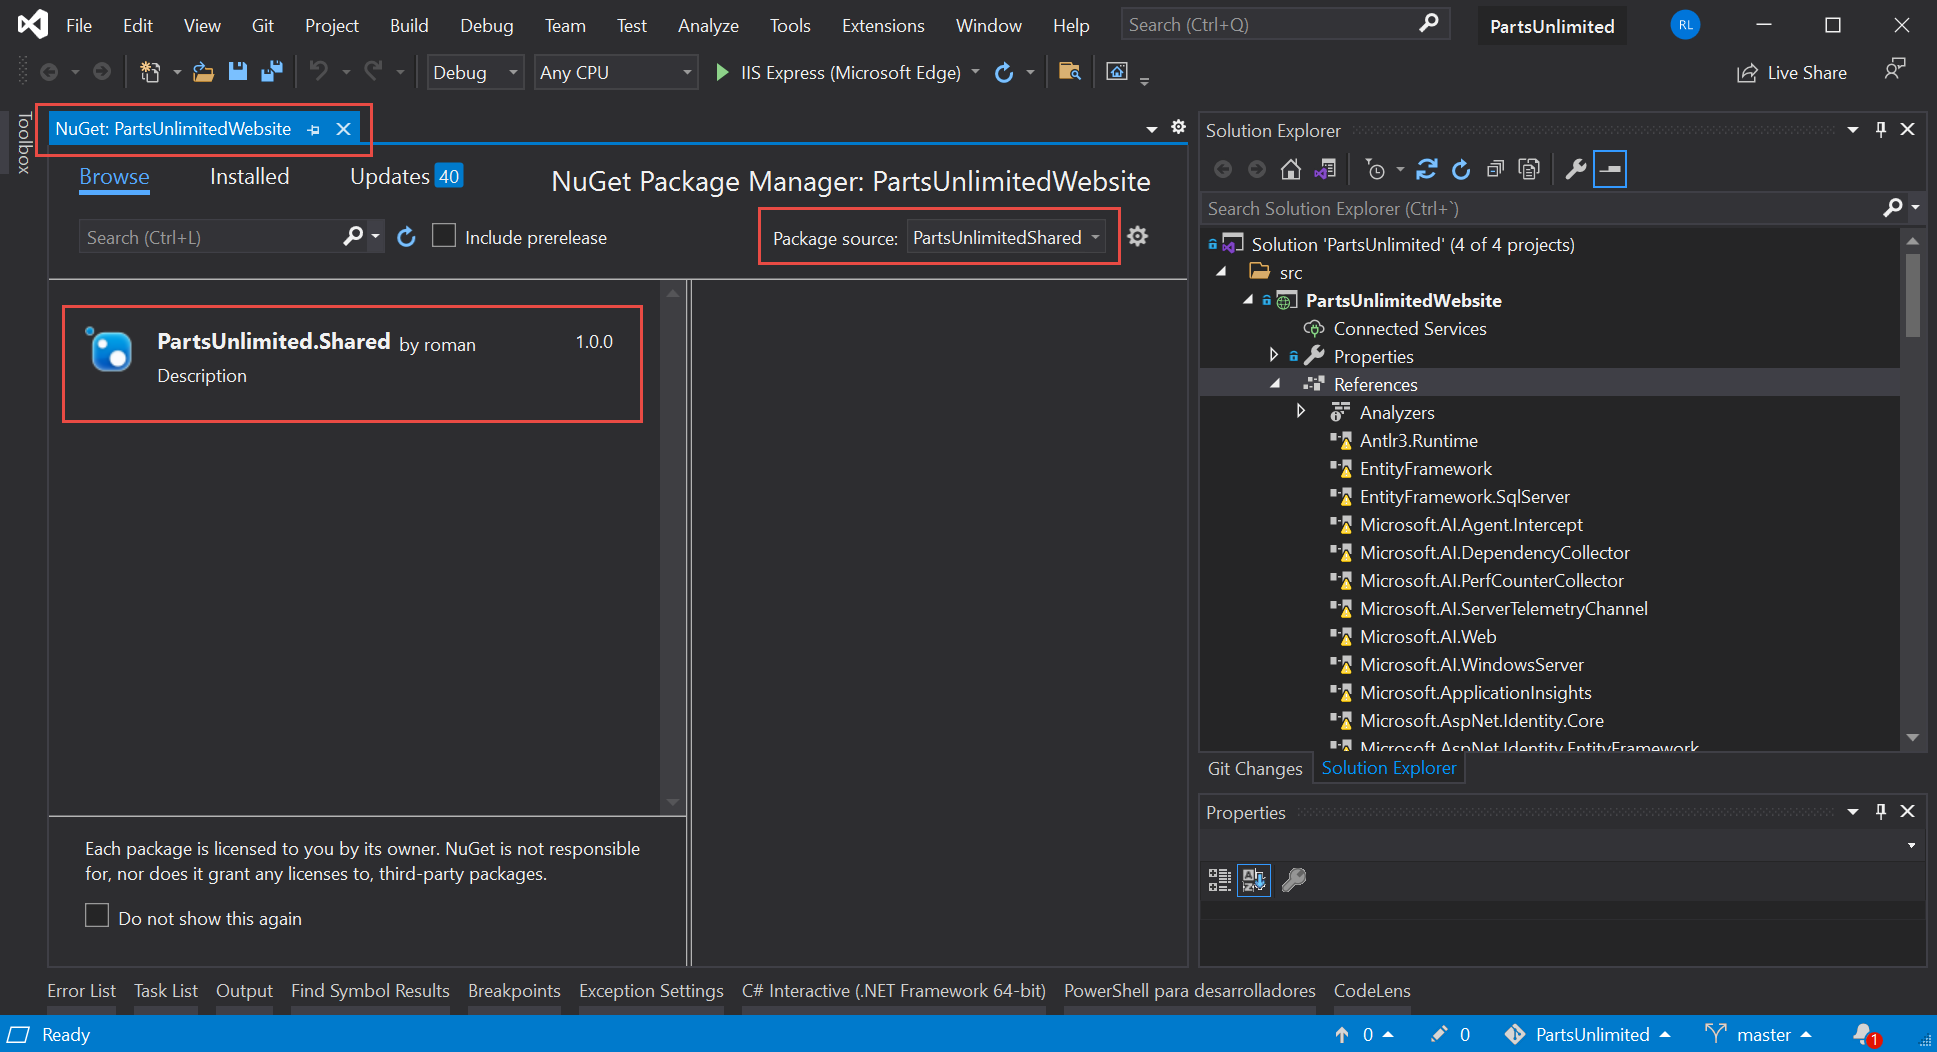 File Edit View Git Project Build Debug Team Test Analyze Tools Extensions Window Help Search (Ctrl+Q) PartsUnlimited RL
Debug Any CPU IIS Express (Microsoft Edge) Live Share
Toolbox
NuGet: PartsUnlimitedWebsite
Browse Installed Updates 40 NuGet Package Manager: PartsUnlimitedWebsite
Search (Ctrl+L) Include prerelease Package source: PartsUnlimitedShared
PartsUnlimited.Shared by roman 1.0.0
Description
Each package is licensed to you by its owner. NuGet is not responsible
for, nor does it grant any licenses to, third-party packages.
Do not show this again
Solution Explorer
Search Solution Explorer (Ctrl+`)
Solution 'PartsUnlimited' (4 of 4 projects)
src
PartsUnlimitedWebsite
Connected Services
Properties
References
Analyzers
Antlr3.Runtime
EntityFramework
EntityFramework.SqlServer
Microsoft.AI.Agent.Intercept
Microsoft.AI.DependencyCollector
Microsoft.AI.PerfCounterCollector
Microsoft.AI.ServerTelemetryChannel
Microsoft.AI.Web
Microsoft.AI.WindowsServer
Microsoft.ApplicationInsights
Microsoft.AspNet.Identity.Core
Microsoft.AspNet.Identity.EntityFramework
Git Changes Solution Explorer
Properties
Error List Task List Output Find Symbol Results Breakpoints Exception Settings C# Interactive (.NET Framework 64-bit) PowerShell para desarrolladores CodeLens
Ready 0 0 PartsUnlimited master 1